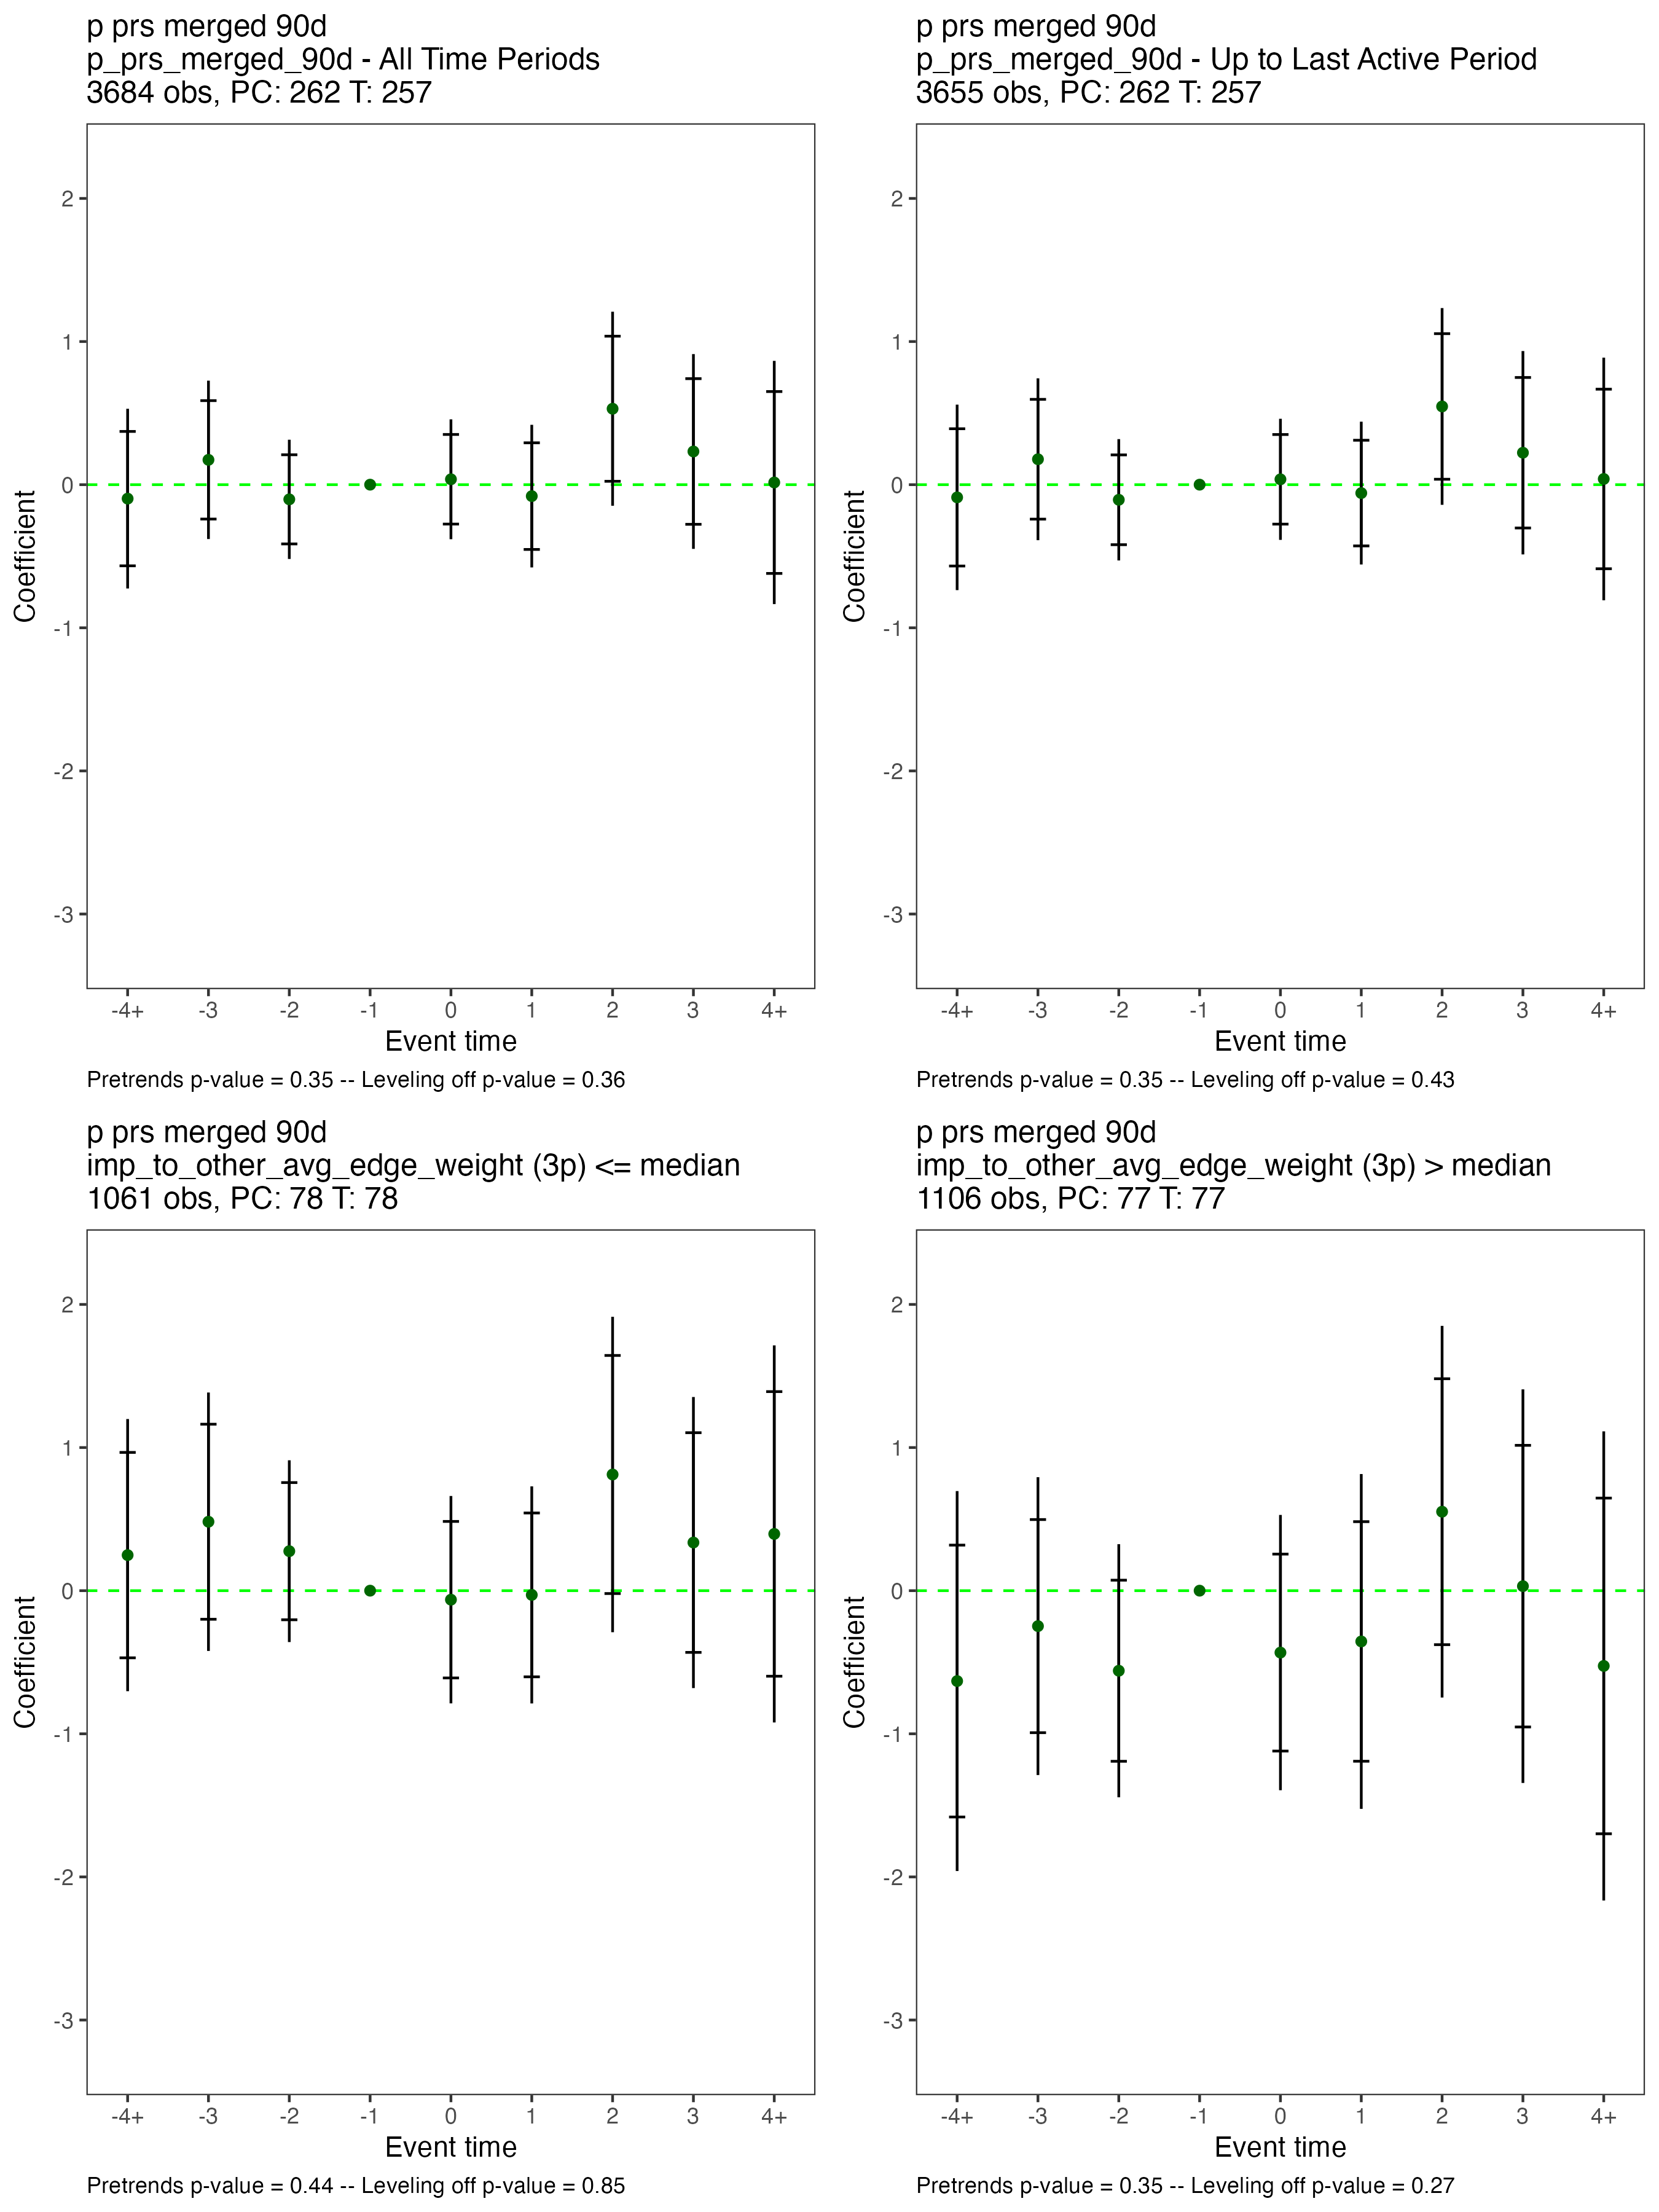 p prs merged 90d
p_prs_merged_90d - All Time Periods
3684 obs, PC: 262 T: 257
2
1
0
-1
-2
-3
Coefficient
-4+ -3 -2 -1 0 1 2 3 4+
Event time
Pretrends p-value = 0.35 -- Leveling off p-value = 0.36
p prs merged 90d
p_prs_merged_90d - Up to Last Active Period
3655 obs, PC: 262 T: 257
2
1
0
-1
-2
-3
Coefficient
-4+ -3 -2 -1 0 1 2 3 4+
Event time
Pretrends p-value = 0.35 -- Leveling off p-value = 0.43
p prs merged 90d
imp_to_other_avg_edge_weight (3p) <= median
1061 obs, PC: 78 T: 78
2
1
0
-1
-2
-3
Coefficient
-4+ -3 -2 -1 0 1 2 3 4+
Event time
Pretrends p-value = 0.44 -- Leveling off p-value = 0.85
p prs merged 90d
imp_to_other_avg_edge_weight (3p) > median
1106 obs, PC: 77 T: 77
2
1
0
-1
-2
-3
Coefficient
-4+ -3 -2 -1 0 1 2 3 4+
Event time
Pretrends p-value = 0.35 -- Leveling off p-value = 0.27